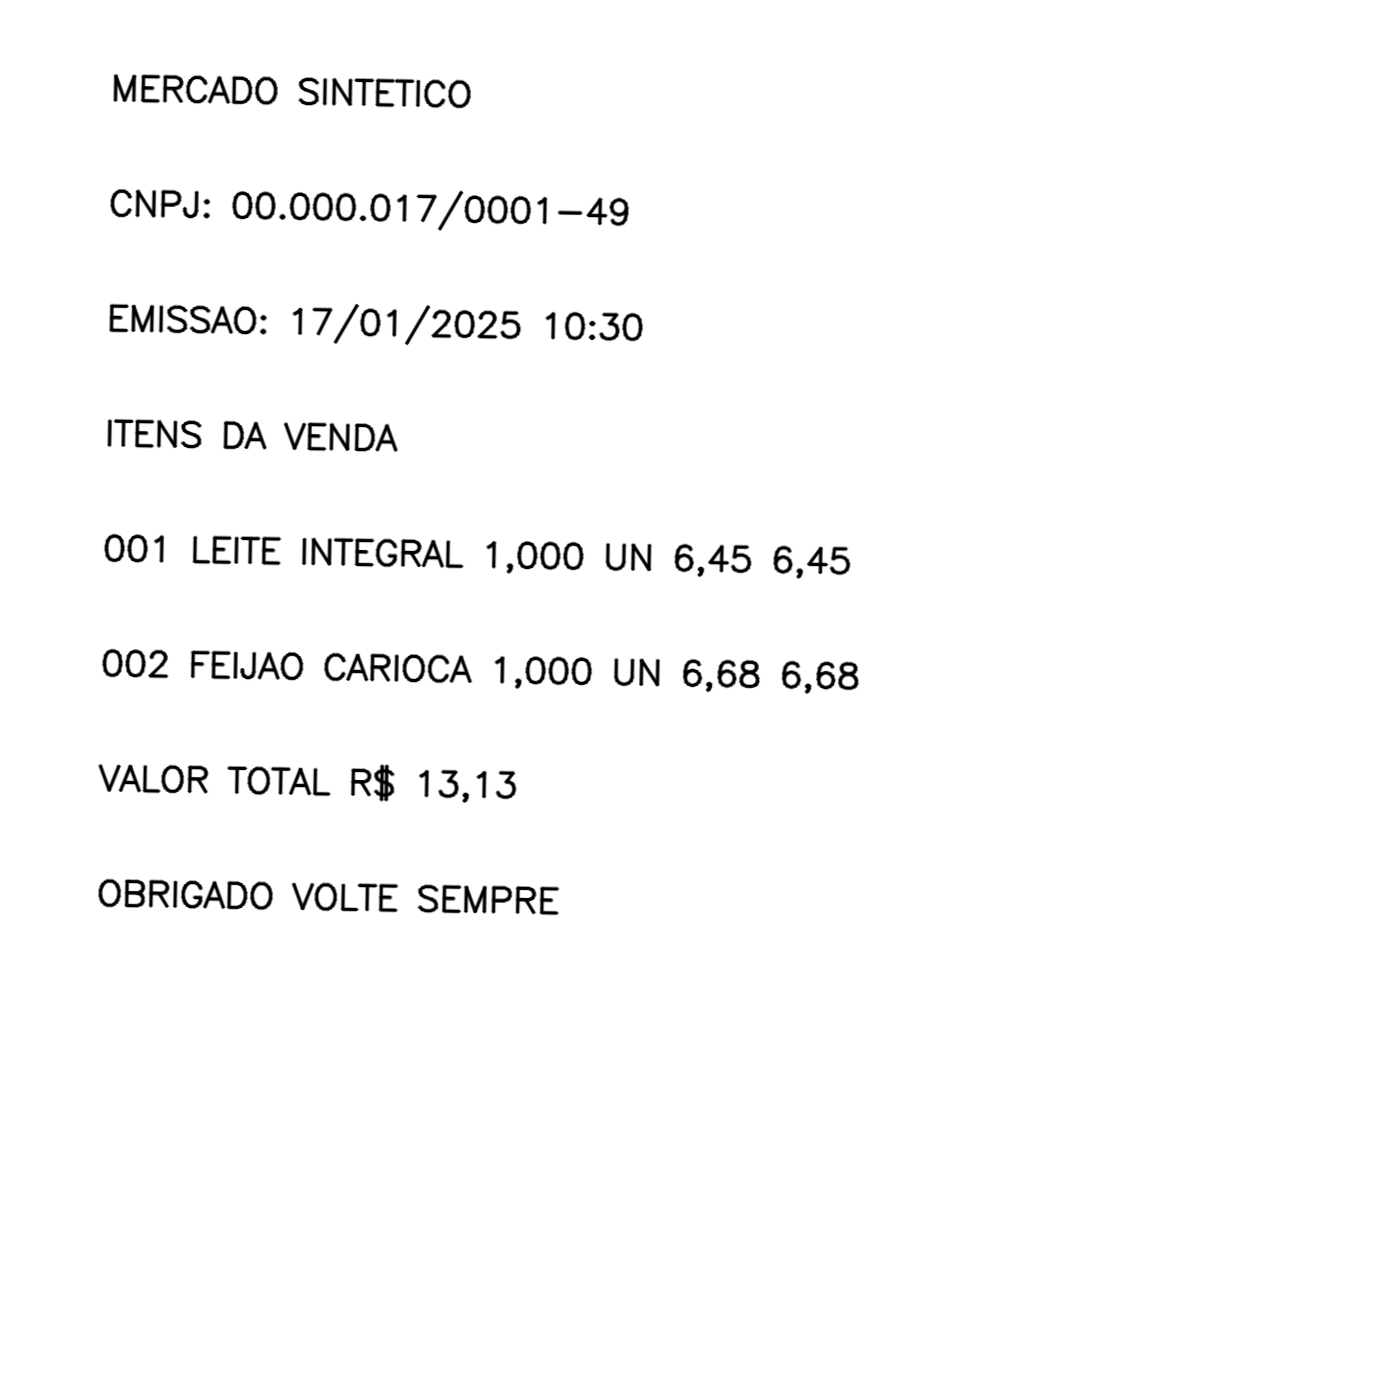 MERCADO SINTETICO
CNPJ: 00.000.017/0001-49
EMISSAO: 17/01/2025 10:30
ITENS DA VENDA
001 LEITE INTEGRAL 1,000 UN 6,45 6,45
002 FEIJAO CARIOCA 1,000 UN 6,68 6,68
VALOR TOTAL R$ 13,13
OBRIGADO VOLTE SEMPRE